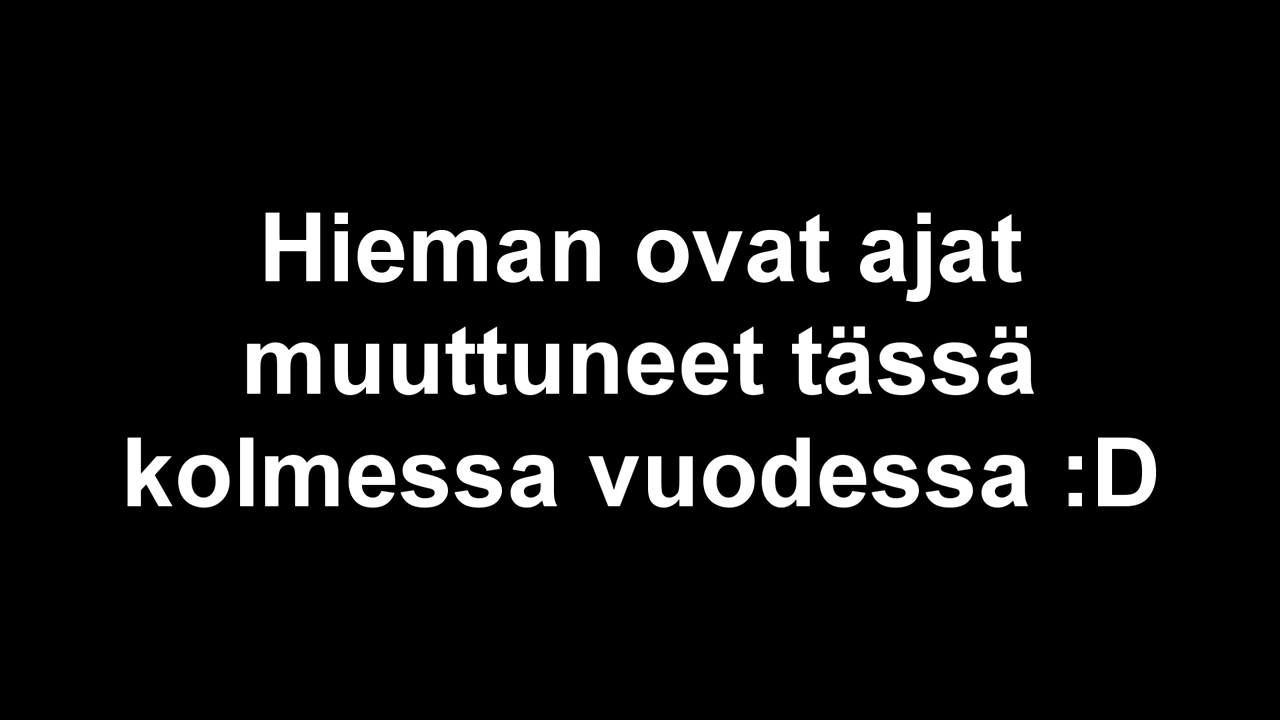 Hieman ovat ajat
muuttuneet tässä
kolmessa vuodessa :D